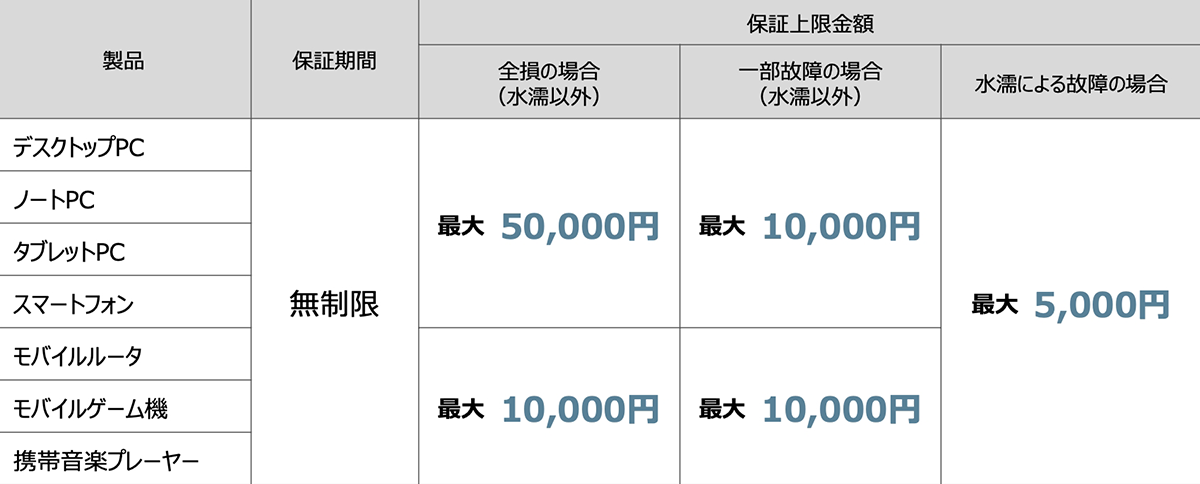 製品
保証期間
保証上限金額
全損の場合
（水濡以外）
一部故障の場合
（水濡以外）
水濡による故障の場合
デスクトップPC
ノートPC
タブレットPC
スマートフォン
モバイルルータ
モバイルゲーム機
携帯音楽プレーヤー
無制限
最大 50,000円
最大 10,000円
最大 5,000円
最大 10,000円
最大 10,000円